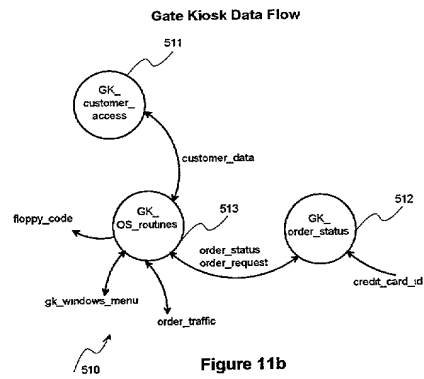 Gate Kiosk Data Flow
511
GK_
customer_
access
customer_data
GK_
OS_routines
513
512
GK_
order_status
floppy_code
order_status
order_request
gk_windows_menu
order_traffic
credit_card_id
510
Figure 11b